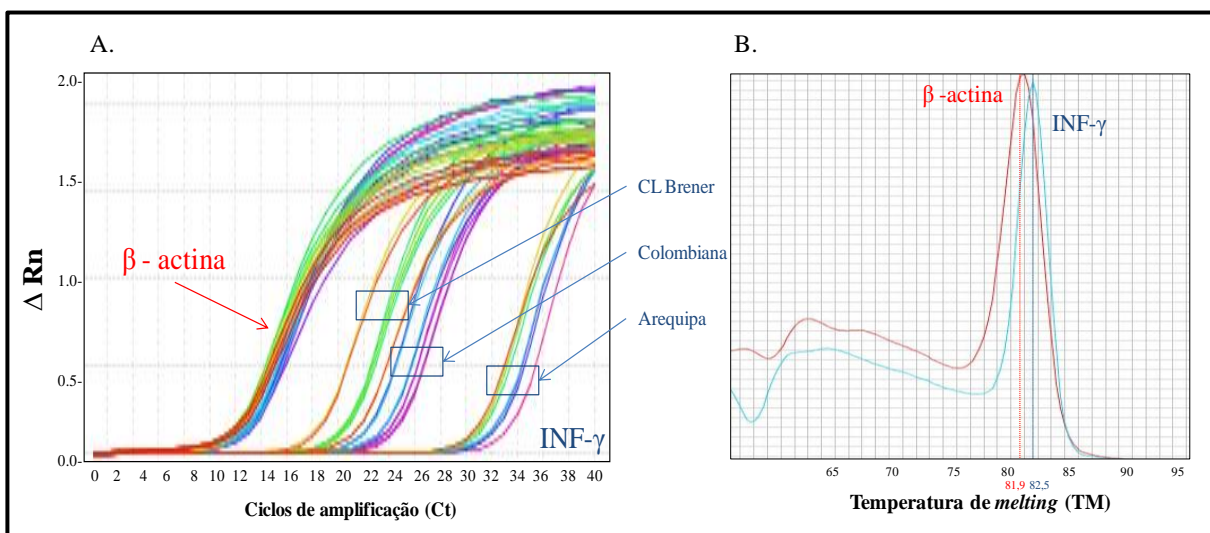 A.
Δ Rn
2.0-
1.5-
1.0-
0.5-
0.0-
β - actina
INF-γ
0 2 4 6 8 10 12 14 16 18 20 22 24 26 28 30 32 34 36 38 40
Ciclos de amplificação (Ct)
CL Brener
Colombiana
Arequipa
B.
β -actina
INF-γ
65 70 75 80 85 90 95
81,9 82,5
Temperatura de melting (TM)